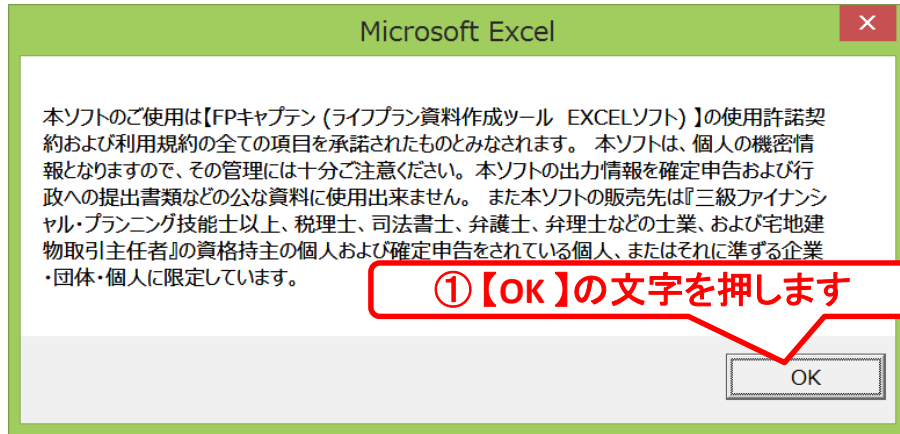 Microsoft Excel
本ソフトのご使用は【FPキャプテン (ライフプラン資料作成ツール　EXCELソフト) 】の使用許諾契
約および利用規約の全ての項目を承諾されたものとみなされます。 本ソフトは、個人の機密情
報となりますので、その管理には十分ご注意ください。本ソフトの出力情報を確定申告および行
政への提出書類などの公な資料に使用出来ません。 また本ソフトの販売先は『三級ファイナンシ
ャル・プランニング技能士以上、税理士、司法書士、弁護士、弁理士などの士業、および宅地建
物取引主任者』の資格持主の個人および確定申告をされている個人、またはそれに準ずる企業
・団体・個人に限定しています。
①【OK 】の文字を押します
OK